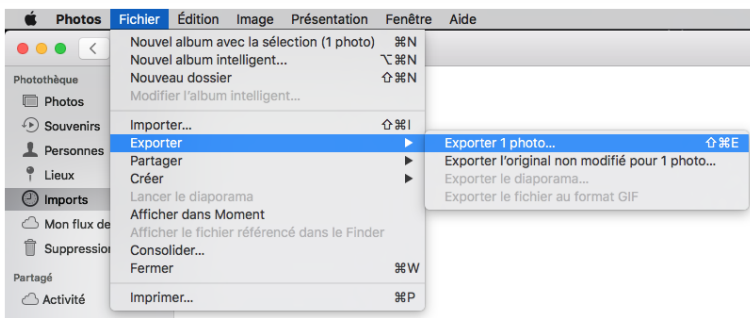 Photos Fichier Édition Image Présentation Fenêtre Aide
Nouvel album avec la sélection (1 photo) ⌘N
Nouvel album intelligent... ⌥⌘N
Nouveau dossier ⇧⌘N
Modifier l'album intelligent...
Importer... ⇧⌘I
Exporter
Partager
Créer
Lancer le diaporama
Afficher dans Moment
Afficher le fichier référencé dans le Finder
Consolider...
Fermer ⌘W
Imprimer... ⌘P
Exporter 1 photo... ⇧⌘E
Exporter l'original non modifié pour 1 photo...
Exporter le diaporama...
Exporter le fichier au format GIF
Photothèque
Photos
Souvenirs
Personnes
Lieux
Imports
Mon flux de
Suppression
Partagé
Activité